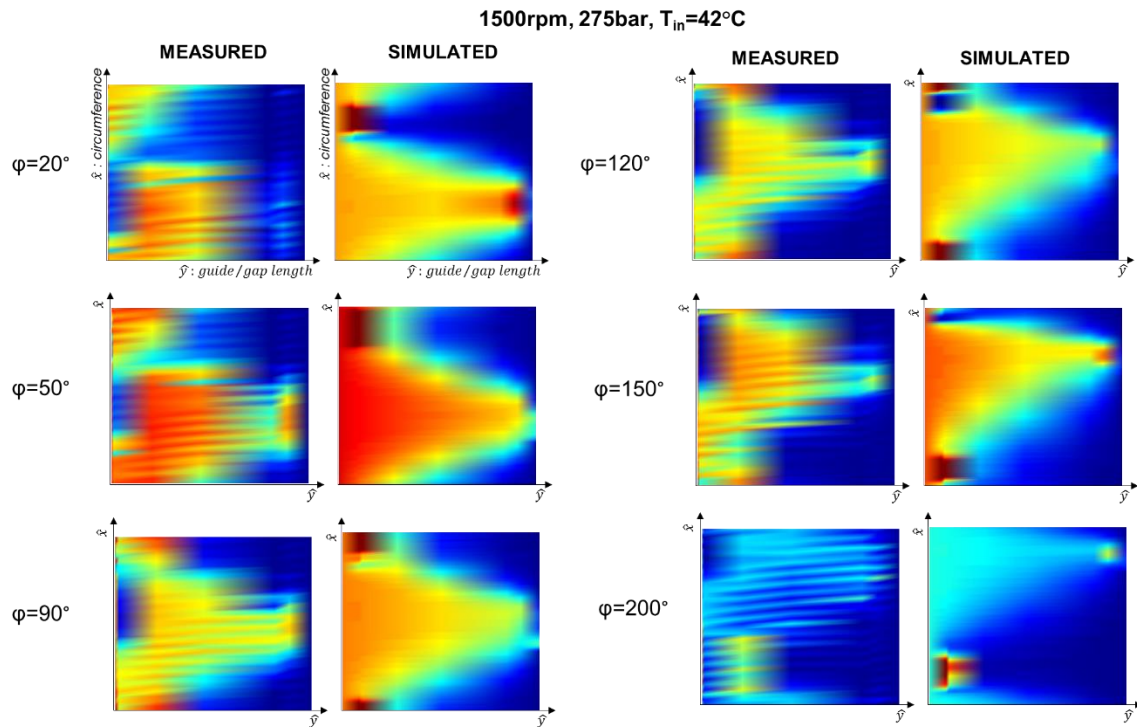 1500rpm, 275bar, T_in=42°C
MEASURED
SIMULATED
x̂ : circumference
x̂ : circumference
φ=20°
ŷ : guide/gap length
ŷ : guide/gap length
x̂
x̂
φ=50°
ŷ
ŷ
x̂
x̂
φ=90°
ŷ
ŷ
MEASURED
SIMULATED
x̂
x̂
φ=120°
ŷ
ŷ
x̂
x̂
φ=150°
ŷ
ŷ
x̂
x̂
φ=200°
ŷ
ŷ